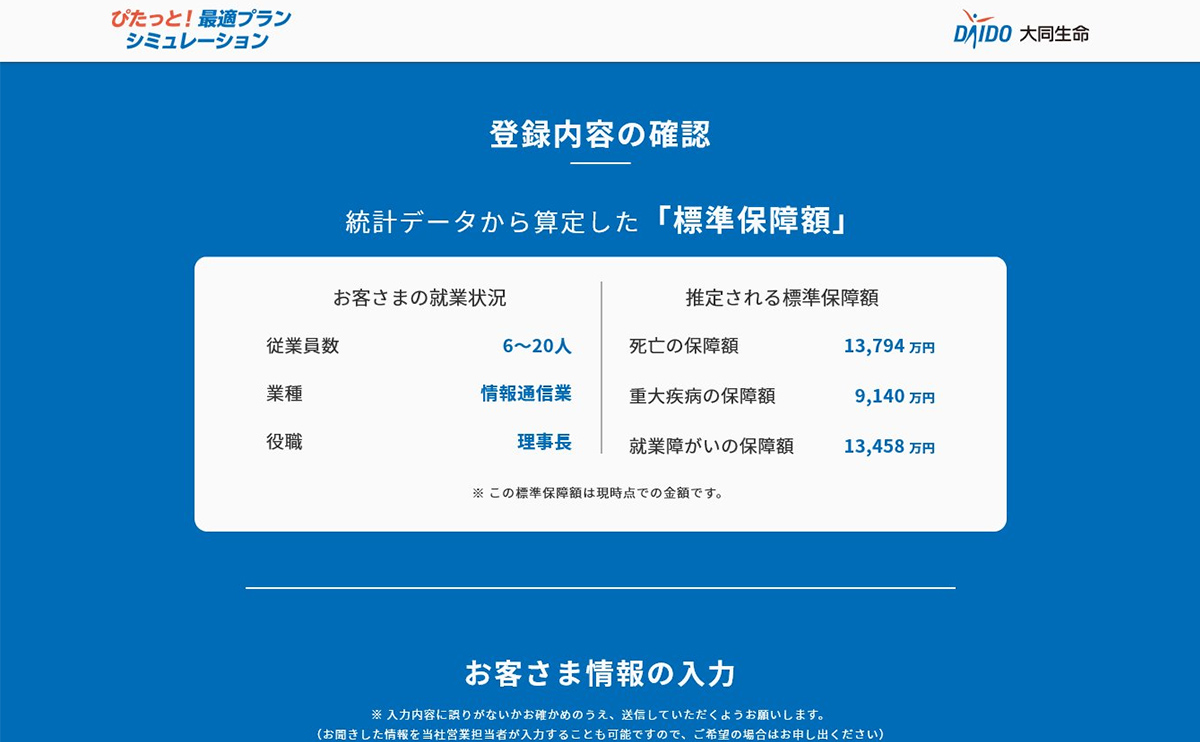 ぴたっと！最適プラン
シミュレーション
DAIDO 大同生命
登録内容の確認
統計データから算定した「標準保障額」
お客さまの就業状況
従業員数 6〜20人
業種 情報通信業
役職 理事長
推定される標準保障額
死亡の保障額 13,794 万円
重大疾病の保障額 9,140 万円
就業障がいの保障額 13,458 万円
※ この標準保障額は現時点での金額です。
お客さま情報の入力
※ 入力内容に誤りがないかお確かめのうえ、送信していただくようお願いします。
（お聞きした情報を当社営業担当者が入力することも可能ですので、ご希望の場合はお申し出ください）